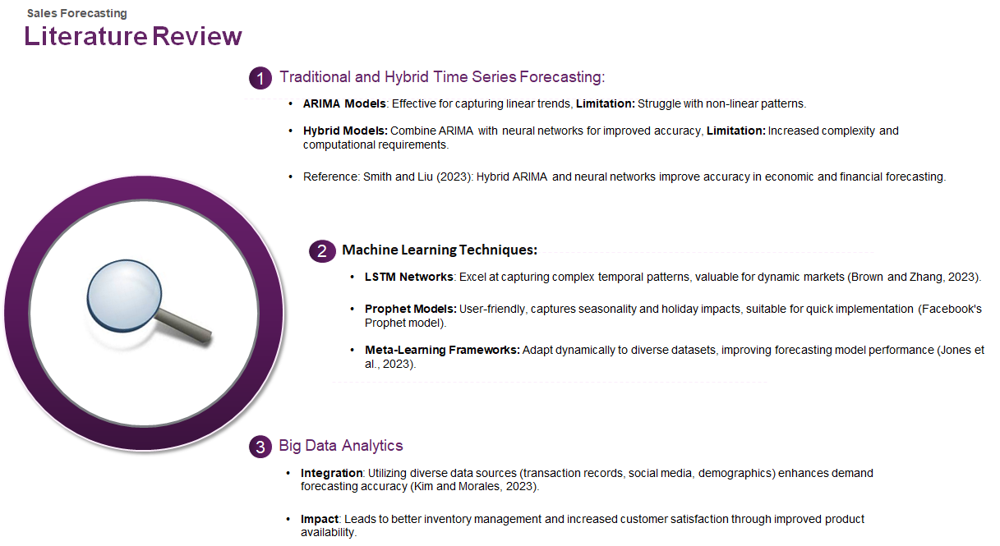 Sales Forecasting
Literature Review
1 Traditional and Hybrid Time Series Forecasting:
• ARIMA Models: Effective for capturing linear trends, Limitation: Struggle with non-linear patterns.
• Hybrid Models: Combine ARIMA with neural networks for improved accuracy, Limitation: Increased complexity and
computational requirements.
• Reference: Smith and Liu (2023): Hybrid ARIMA and neural networks improve accuracy in economic and financial forecasting.
2 Machine Learning Techniques:
• LSTM Networks: Excel at capturing complex temporal patterns, valuable for dynamic markets (Brown and Zhang, 2023).
• Prophet Models: User-friendly, captures seasonality and holiday impacts, suitable for quick implementation (Facebook's
Prophet model).
• Meta-Learning Frameworks: Adapt dynamically to diverse datasets, improving forecasting model performance (Jones et
al., 2023).
3 Big Data Analytics
• Integration: Utilizing diverse data sources (transaction records, social media, demographics) enhances demand
forecasting accuracy (Kim and Morales, 2023).
• Impact: Leads to better inventory management and increased customer satisfaction through improved product
availability.